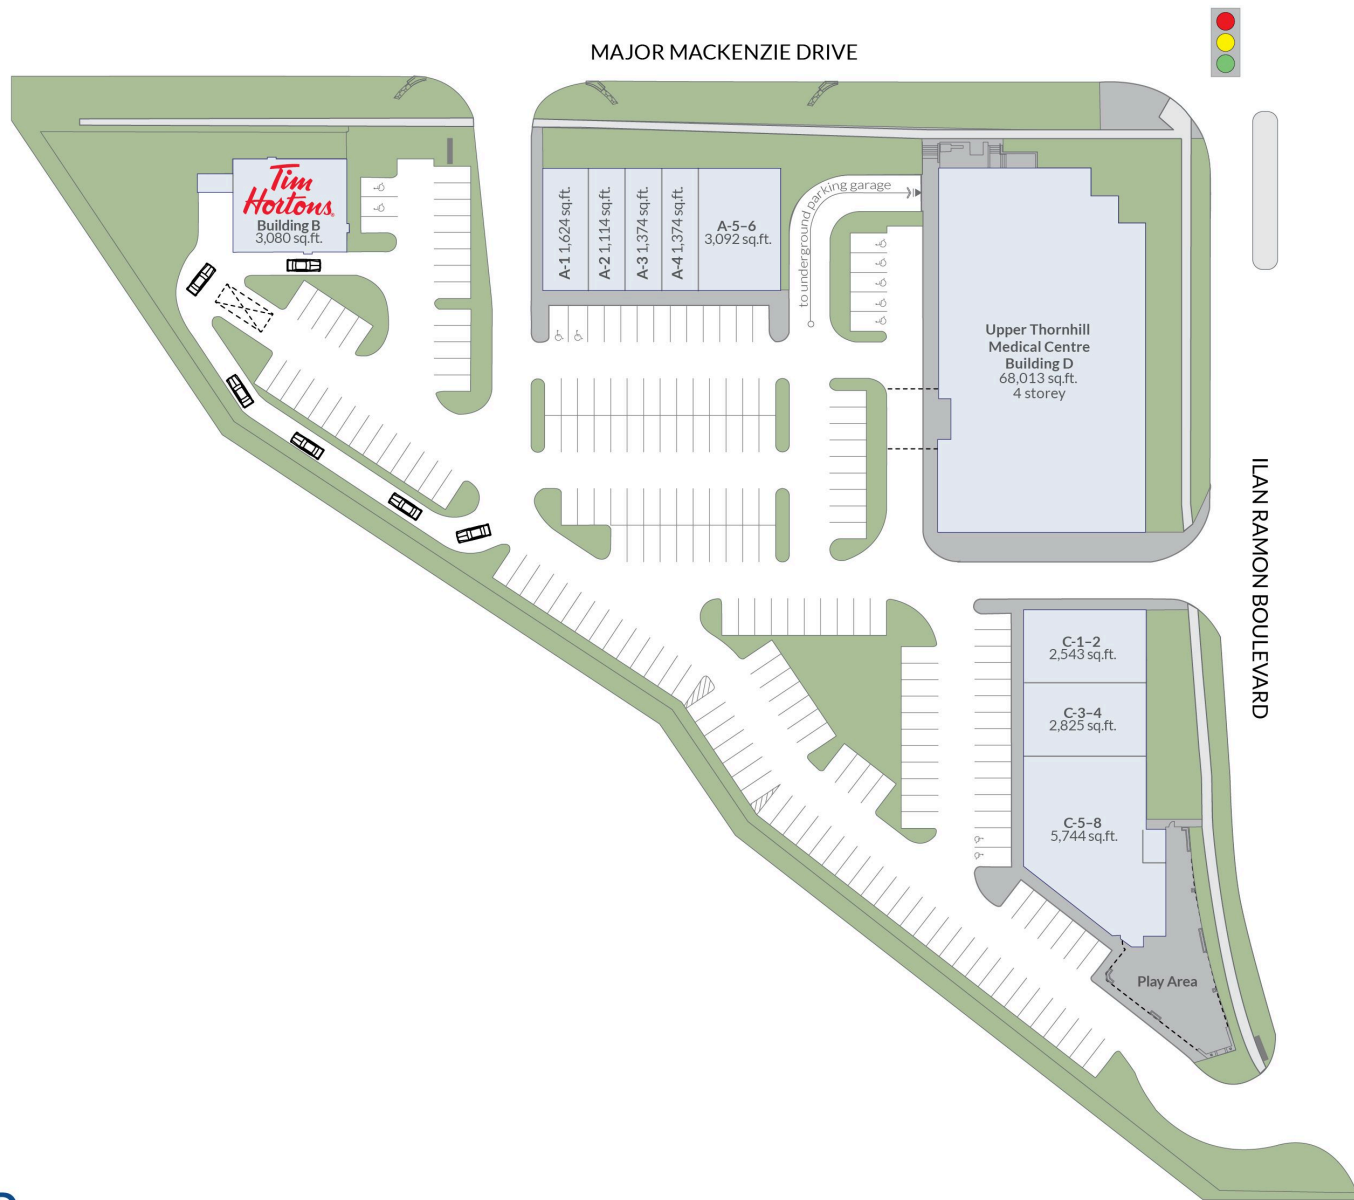 MAJOR MACKENZIE DRIVE
Tim
Hortons
Building B
3,080 sq.ft.
A-1 1,624 sq.ft.
A-2 1,114 sq.ft.
A-3 1,374 sq.ft.
A-4 1,374 sq.ft.
A-5–6
3,092 sq.ft.
to underground parking garage
Upper Thornhill
Medical Centre
Building D
68,013 sq.ft.
4 storey
ILAN RAMON BOULEVARD
C-1–2
2,543 sq.ft.
C-3–4
2,825 sq.ft.
C-5–8
5,744 sq.ft.
Play Area